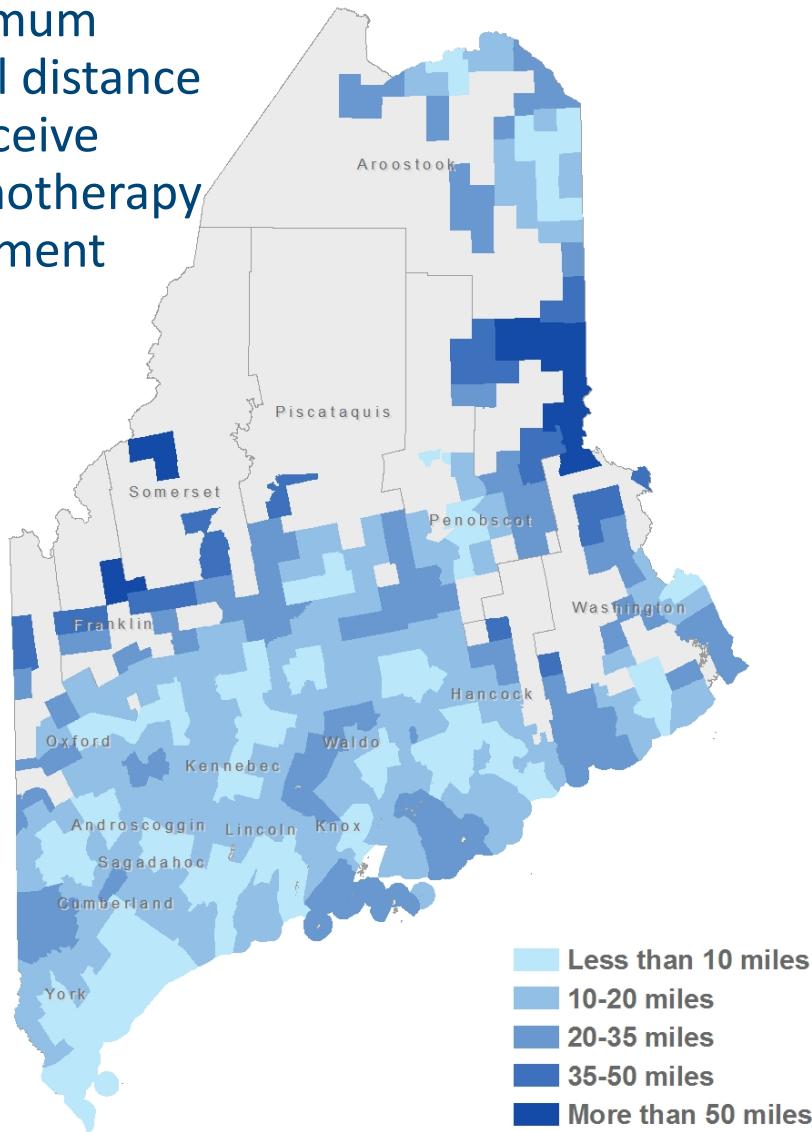 mum
l distance
ceive
notherapy
ment
Aroostook
Piscataquis
Somerset
Penobscot
Washington
Franklin
Hancock
Oxford
Waldo
Kennebec
Androscoggin
Lincoln
Knox
Sagadahoc
Cumberland
York
Less than 10 miles
10-20 miles
20-35 miles
35-50 miles
More than 50 miles